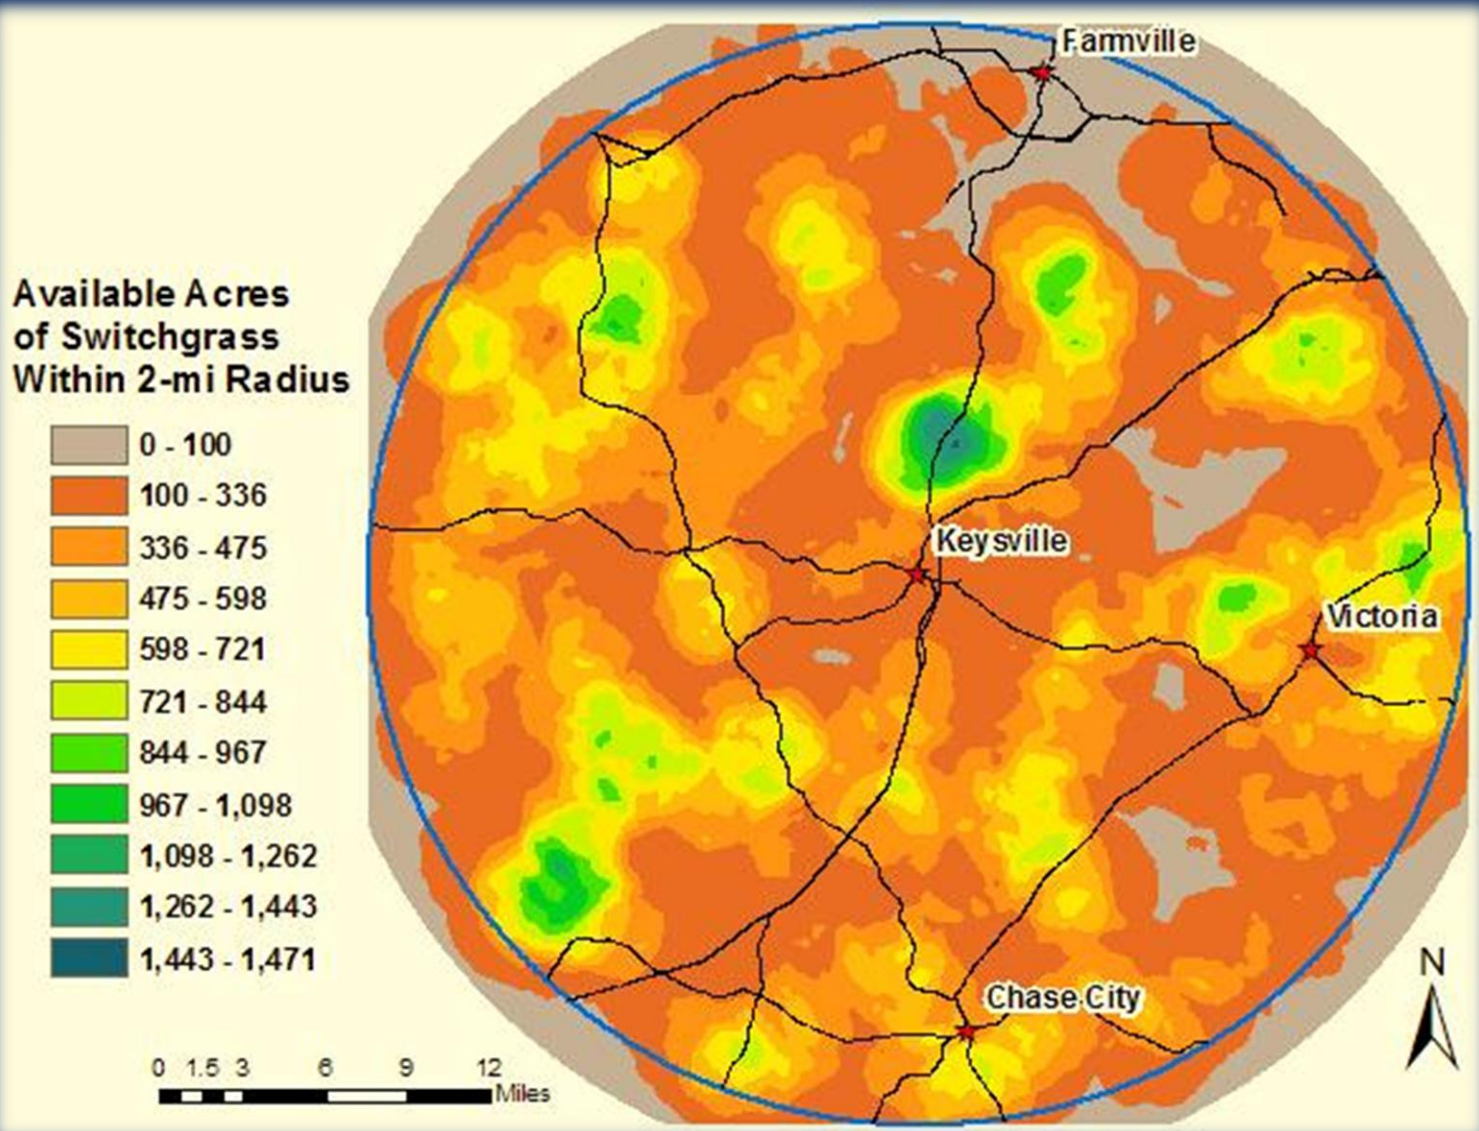 Farmville
Available Acres
of Switchgrass
Within 2-mi Radius
0 - 100
100 - 336
336 - 475
475 - 598
598 - 721
721 - 844
844 - 967
967 - 1,098
1,098 - 1,262
1,262 - 1,443
1,443 - 1,471
Keysville
Victoria
Chase City
N
0 1.5 3 6 9 12
Miles